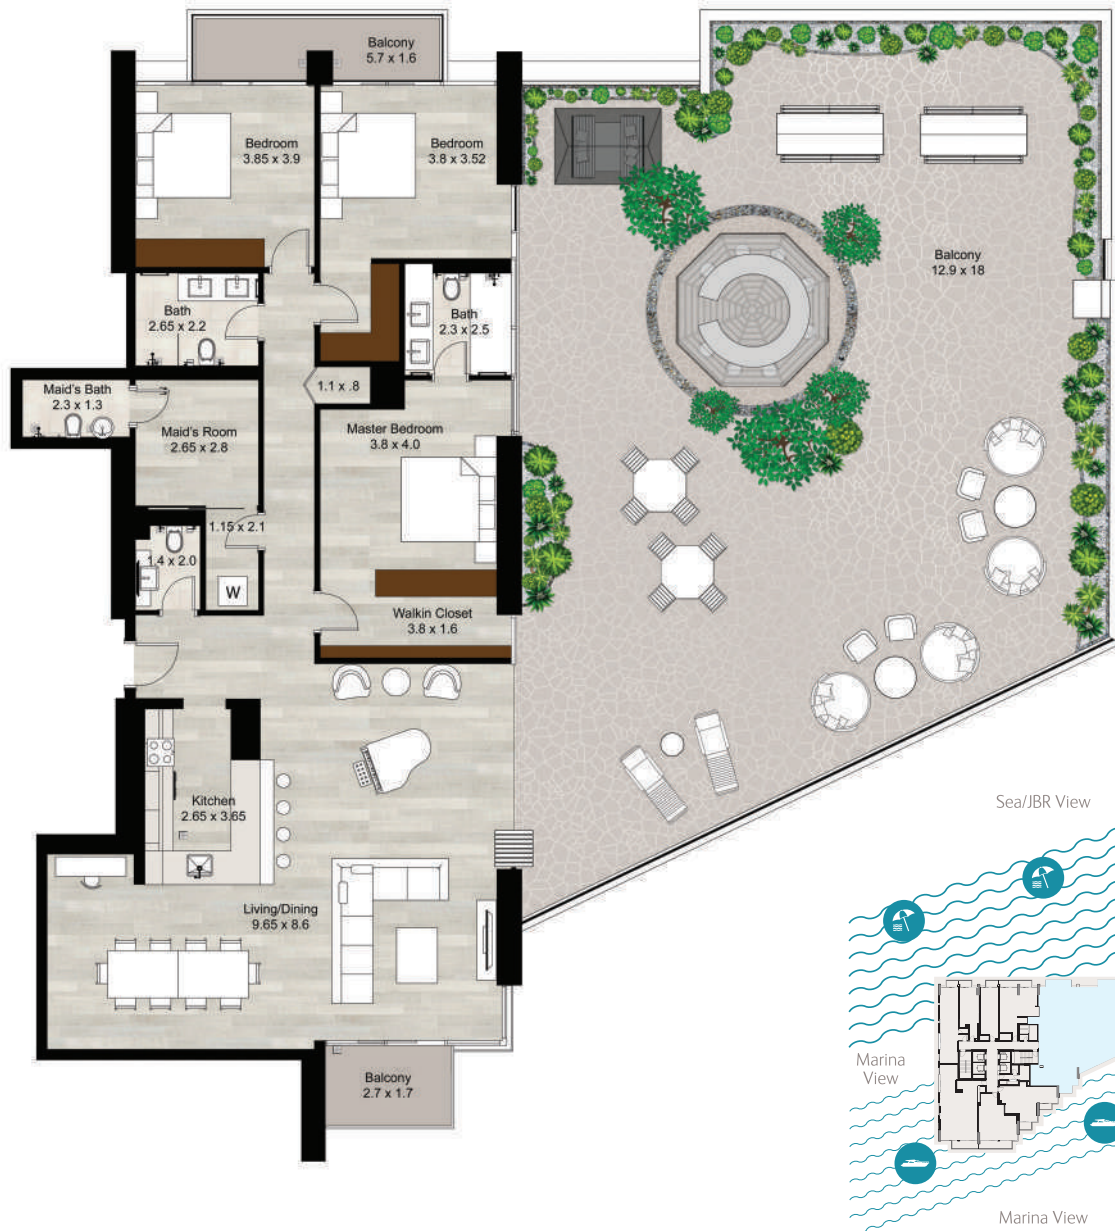 Balcony
5.7 x 1.6
Bedroom
3.85 x 3.9
Bedroom
3.8 x 3.52
Balcony
12.9 x 18
Bath
2.65 x 2.2
Bath
2.3 x 2.5
1.1 x .8
Maid's Bath
2.3 x 1.3
Maid's Room
2.65 x 2.8
Master Bedroom
3.8 x 4.0
1.15 x 2.1
1.4 x 2.0
W
Walkin Closet
3.8 x 1.6
Kitchen
2.65 x 3.65
Living/Dining
9.65 x 8.6
Balcony
2.7 x 1.7
Sea/JBR View
Marina
View
Marina View